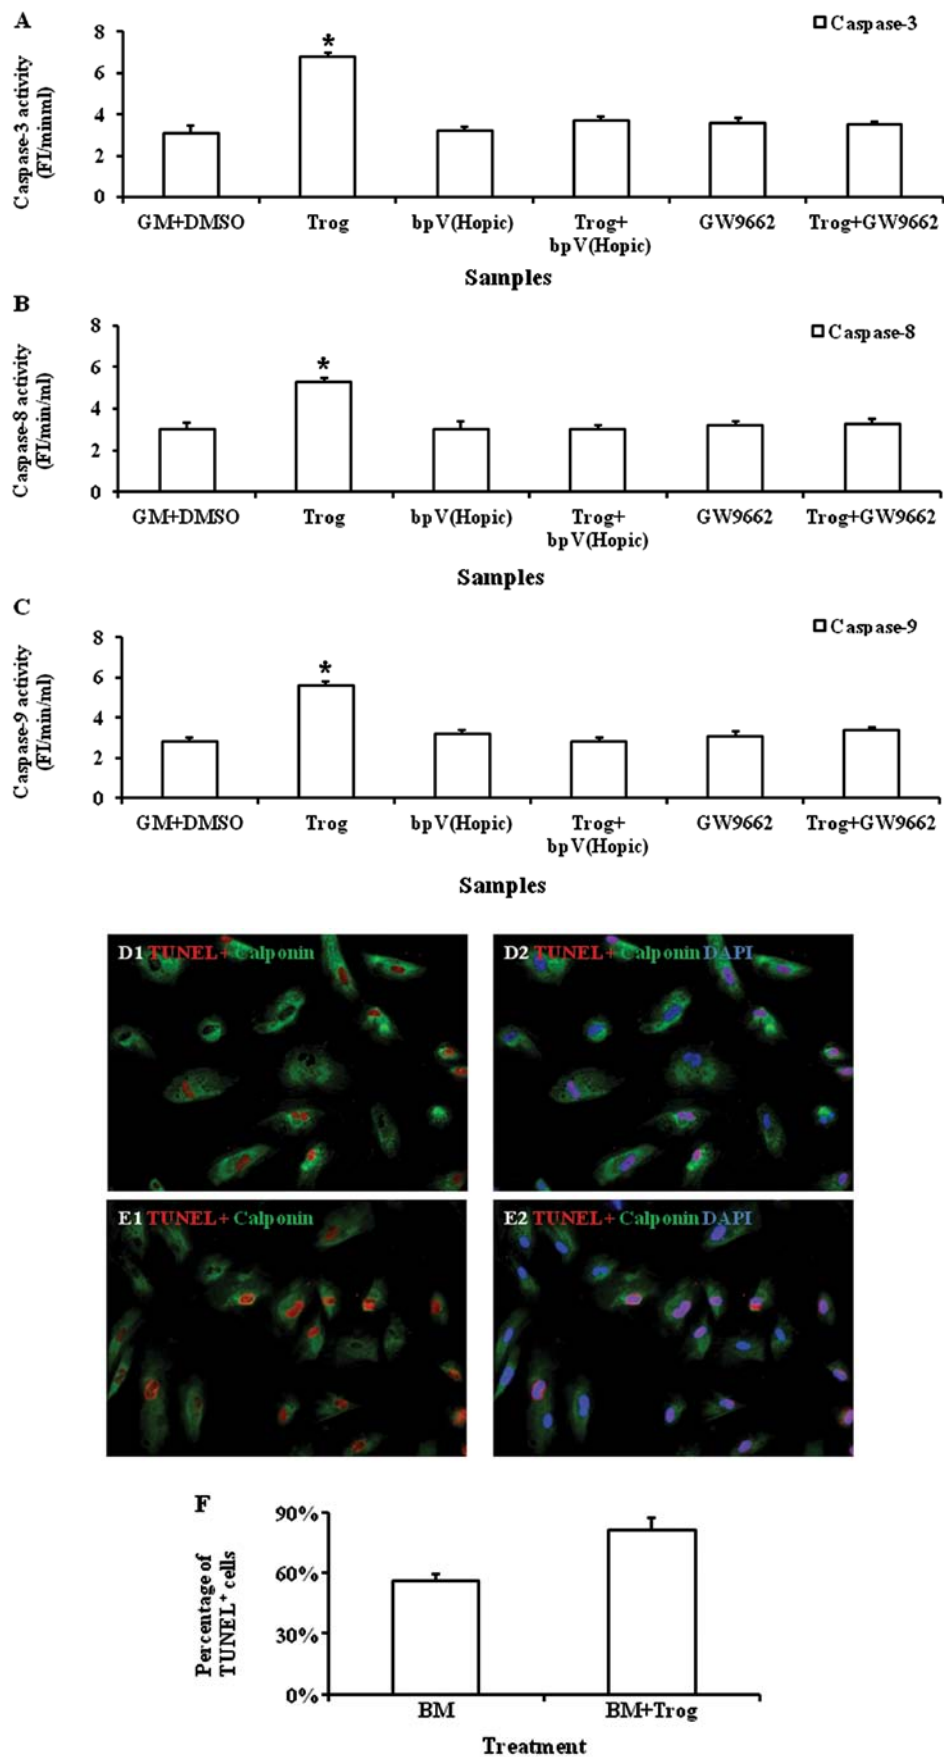 A
Caspase-3
Caspase-3 activity
(FI/minml)
8
6
4
2
0
*
GM+DMSO
Trog
bpV(Hopic)
Trog+
bpV(Hopic)
GW9662
Trog+GW9662
Samples
B
Caspase-8
Caspase-8 activity
(FI/min/ml)
8
6
4
2
0
*
GM+DMSO
Trog
bpV(Hopic)
Trog+
bpV(Hopic)
GW9662
Trog+GW9662
Samples
C
Caspase-9
Caspase-9 activity
(FI/min/ml)
8
6
4
2
0
*
GM+DMSO
Trog
bpV(Hopic)
Trog+
bpV(Hopic)
GW9662
Trog+GW9662
Samples
D1 TUNEL+ Calponin
D2 TUNEL+ Calponin DAPI
E1 TUNEL+ Calponin
E2 TUNEL+ Calponin DAPI
F
Percentage of
TUNEL+ cells
90%
60%
30%
0%
BM
BM+Trog
Treatment